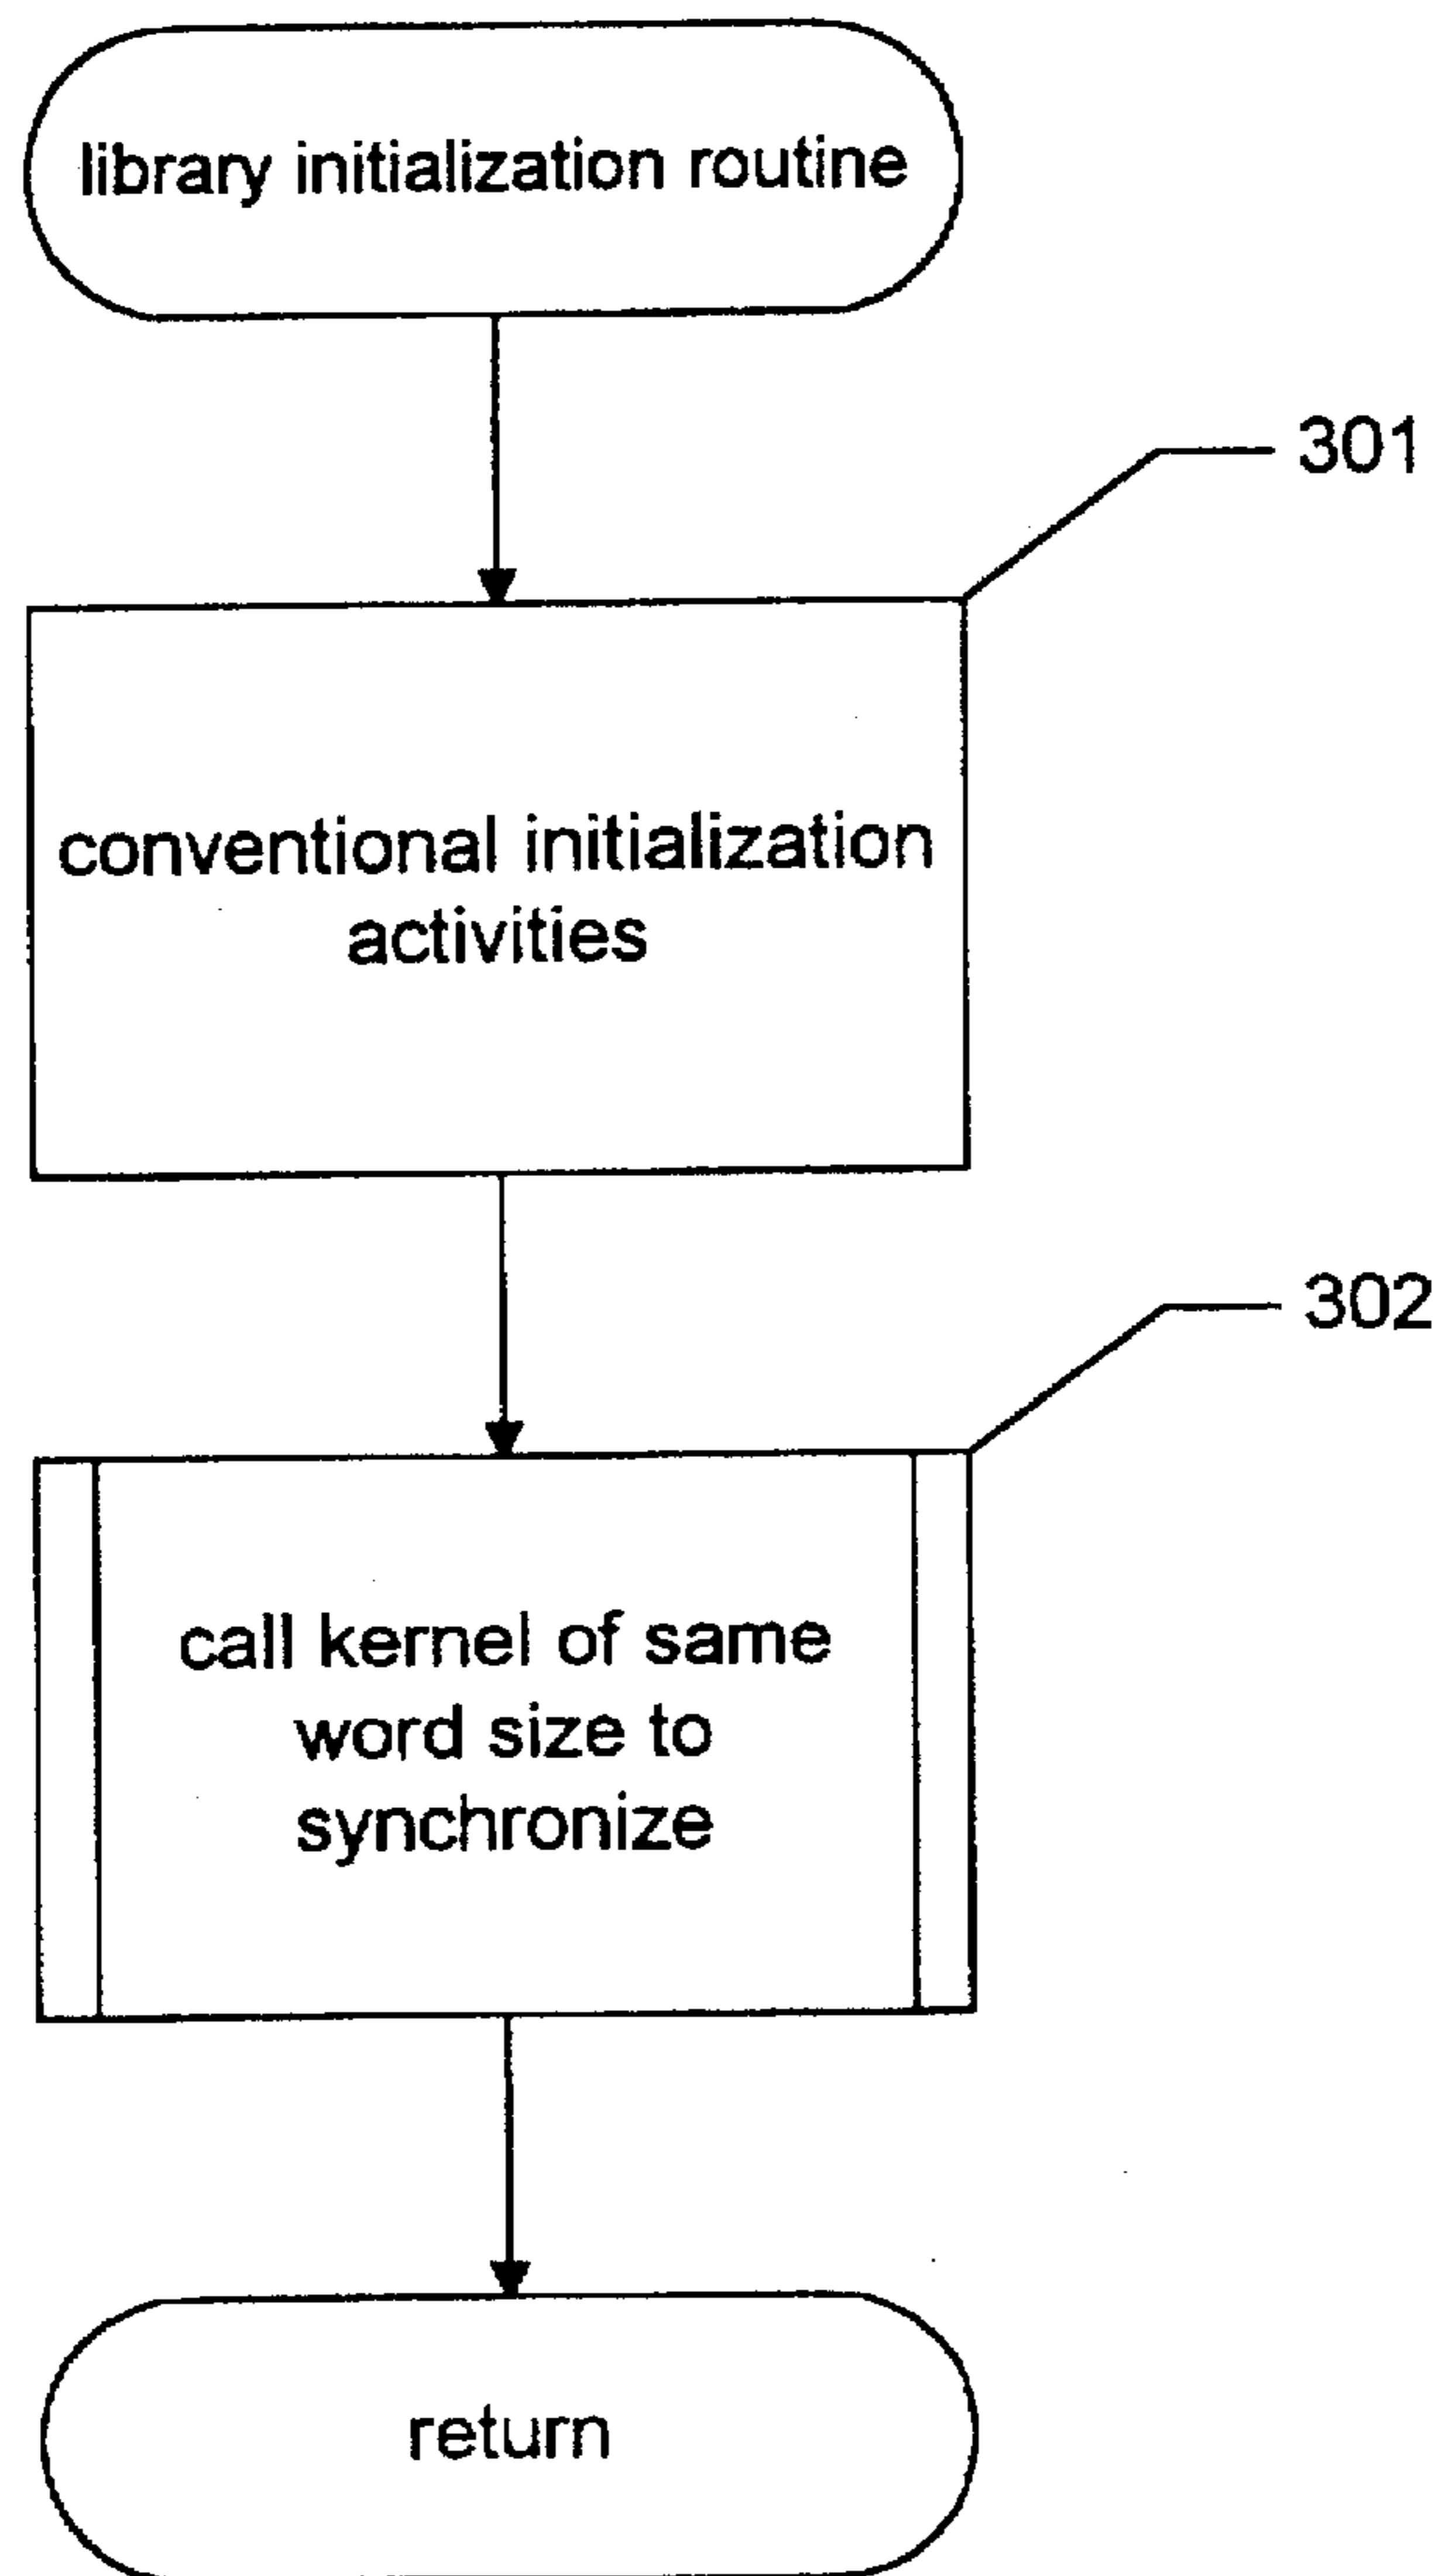 library initialization routine
301
conventional initialization
activities
302
call kernel of same
word size to
synchronize
return